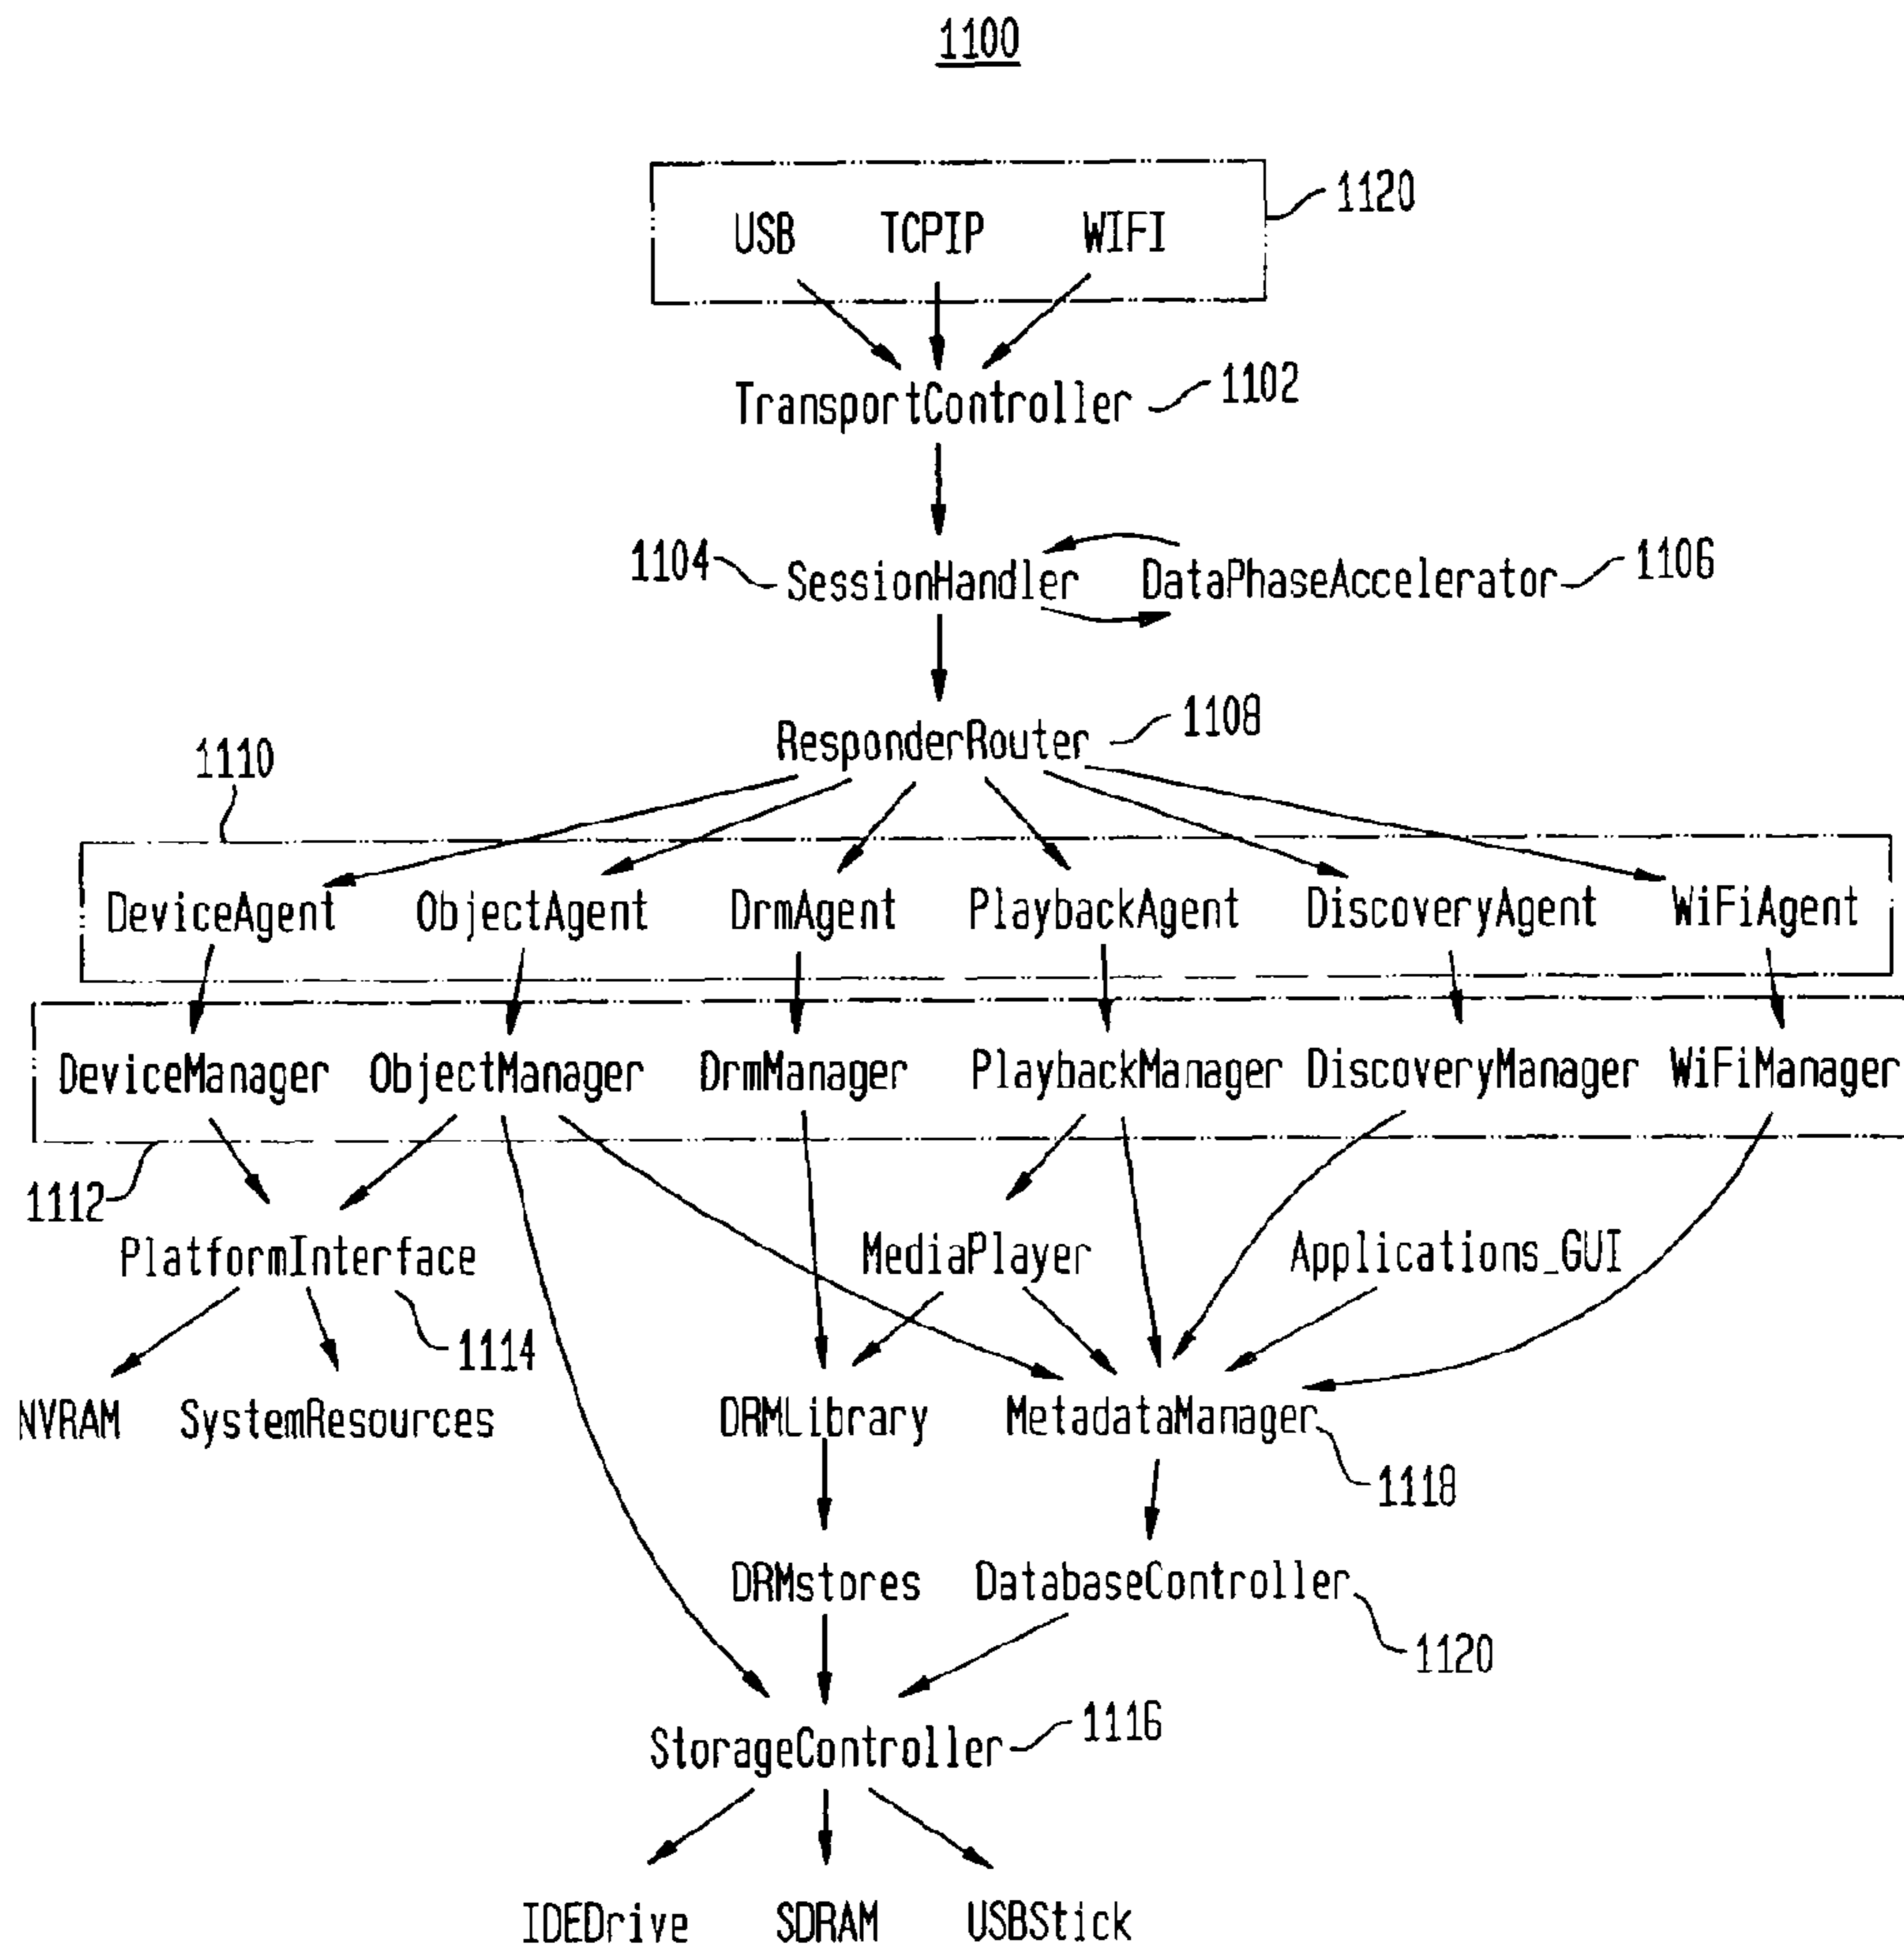 1100
1120
USB TCPIP WIFI
TransportController 1102
1104 SessionHandler DataPhaseAccelerator 1106
ResponderRouter 1108
1110
DeviceAgent ObjectAgent DrmAgent PlaybackAgent DiscoveryAgent WiFiAgent
DeviceManager ObjectManager DrmManager PlaybackManager DiscoveryManager WiFiManager
1112
PlatformInterface MediaPlayer Applications_GUI
1114
NVRAM SystemResources DRMLibrary MetadataManager
1118
DRMstores DatabaseController
1120
StorageController 1116
IDEDrive SDRAM USBStick